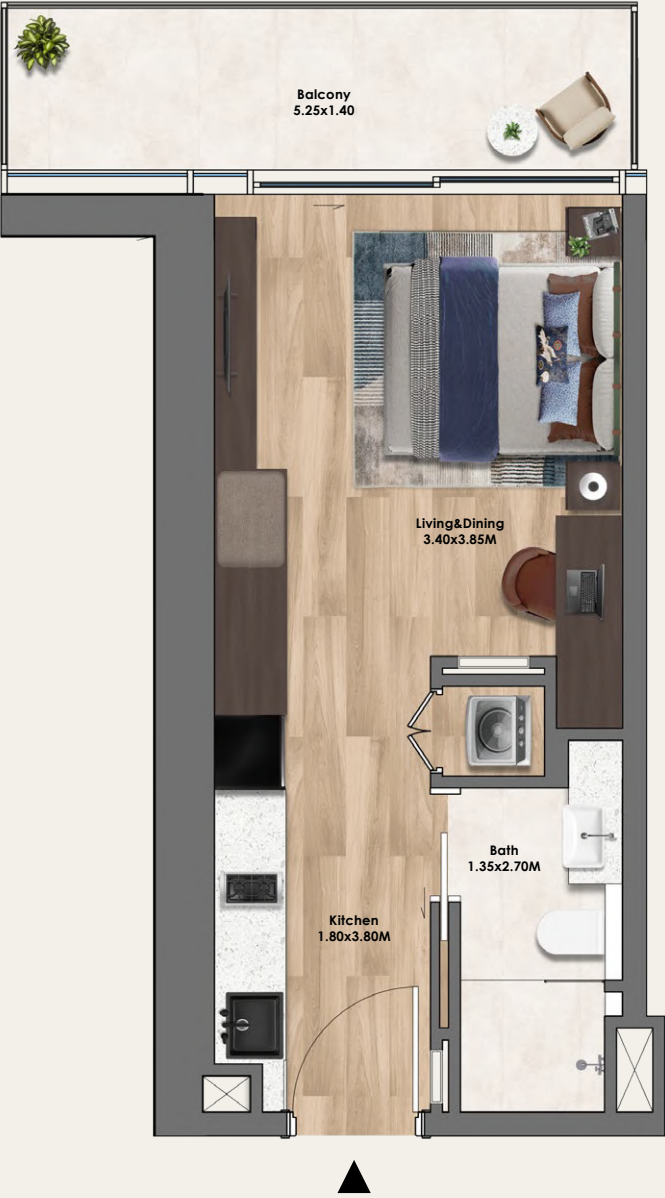 Balcony
5.25x1.40
Living&Dining
3.40x3.85M
Bath
1.35x2.70M
Kitchen
1.80x3.80M